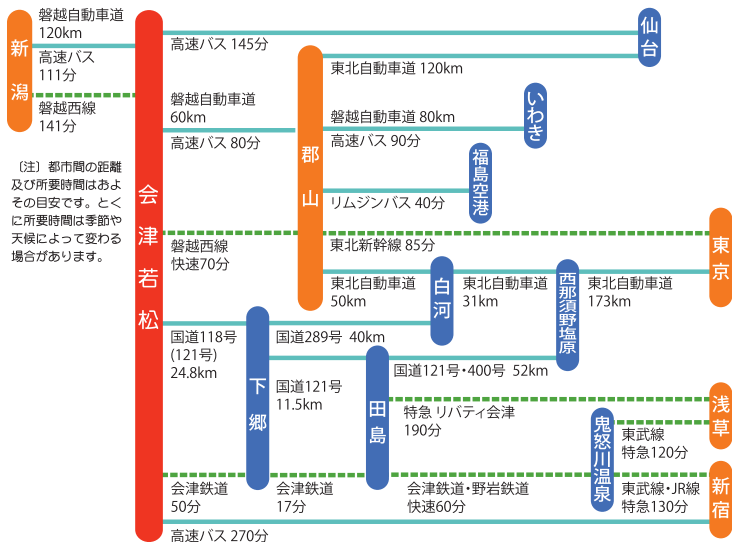 新潟
磐越自動車道
120km
高速バス
111分
磐越西線
141分
〔注〕都市間の距離
及び所要時間はおよ
その目安です。とく
に所要時間は季節や
天候によって変わる
場合があります。
会津若松
高速バス 145分
仙台
東北自動車道 120km
磐越自動車道
60km
高速バス 80分
郡山
磐越自動車道 80km
高速バス 90分
いわき
リムジンバス 40分
福島空港
磐越西線
快速70分
東北新幹線 85分
東京
東北自動車道
50km
白河
東北自動車道
31km
西那須野塩原
東北自動車道
173km
国道118号
(121号)
24.8km
下郷
国道289号 40km
国道121号
11.5km
田島
国道121号・400号 52km
特急 リバティ会津
190分
浅草
鬼怒川温泉
東武線
特急120分
会津鉄道
50分
会津鉄道
17分
会津鉄道・野岩鉄道
快速60分
東武線・JR線
特急130分
新宿
高速バス 270分